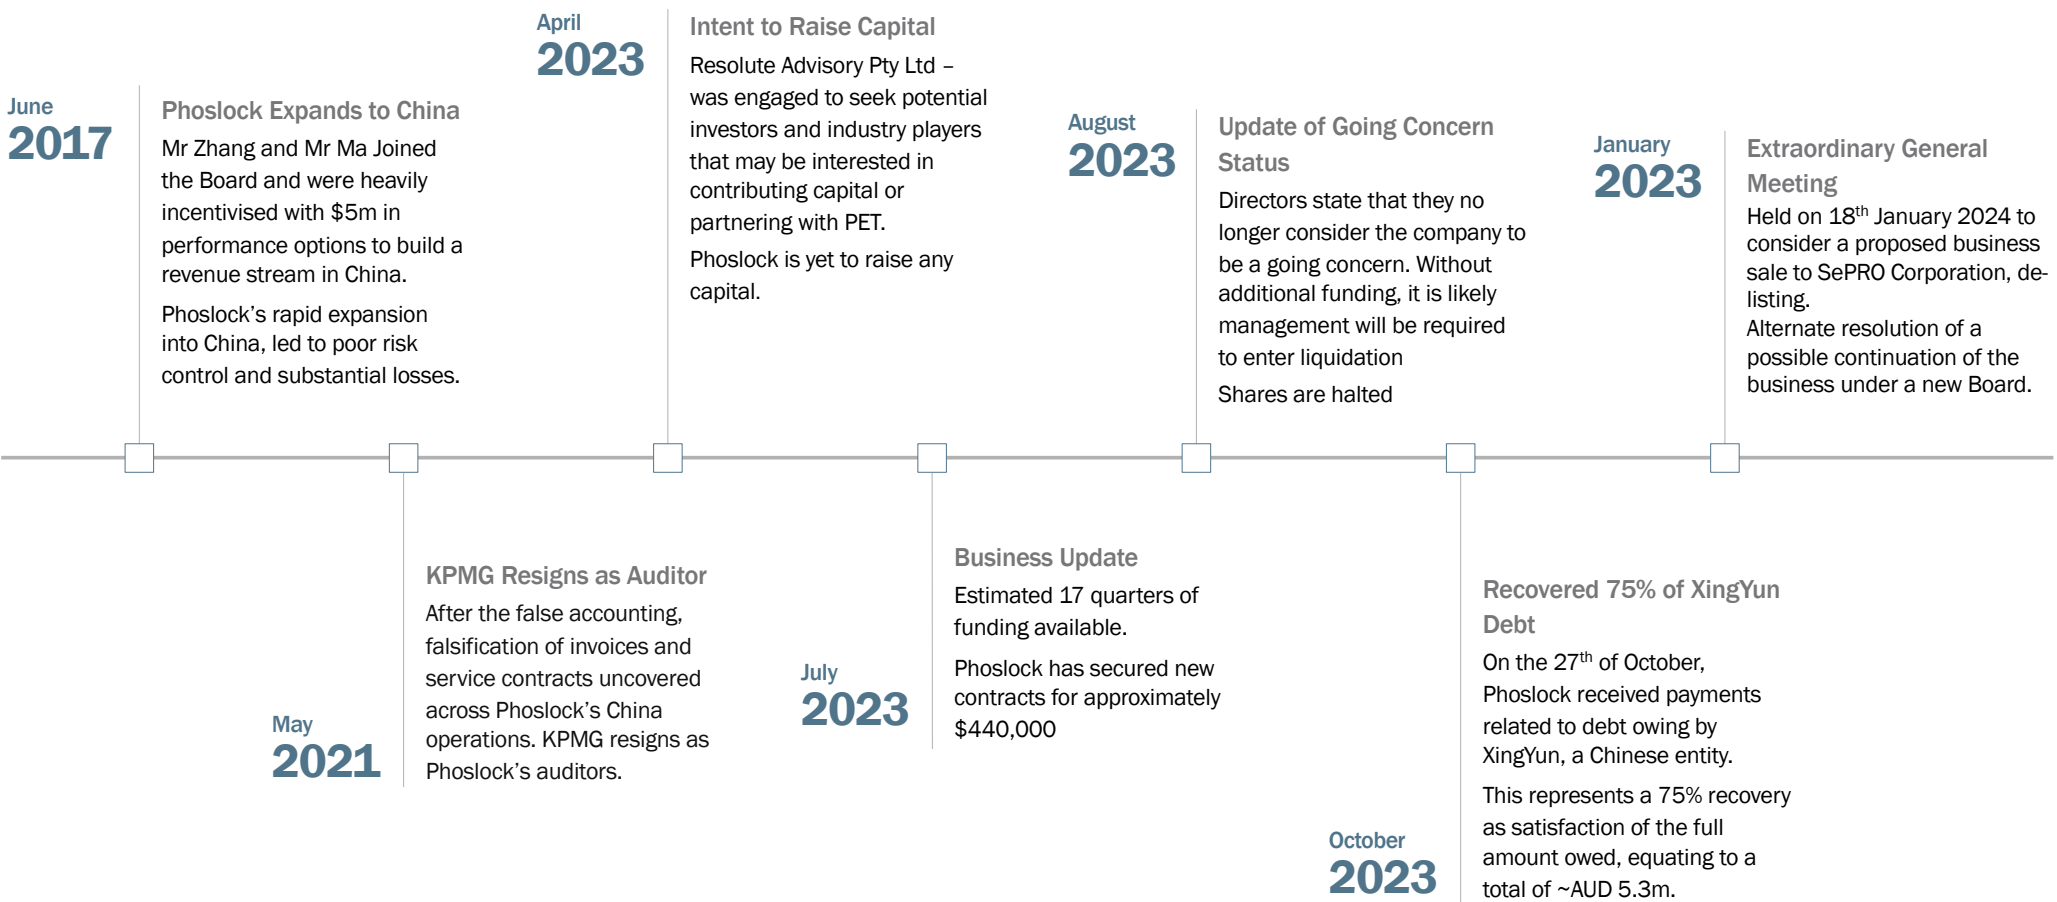 June
2017
Phoslock Expands to China
Mr Zhang and Mr Ma Joined
the Board and were heavily
incentivised with $5m in
performance options to build a
revenue stream in China.
Phoslock's rapid expansion
into China, led to poor risk
control and substantial losses.
May
2021
KPMG Resigns as Auditor
After the false accounting,
falsification of invoices and
service contracts uncovered
across Phoslock's China
operations. KPMG resigns as
Phoslock's auditors.
April
2023
Intent to Raise Capital
Resolute Advisory Pty Ltd –
was engaged to seek potential
investors and industry players
that may be interested in
contributing capital or
partnering with PET.
Phoslock is yet to raise any
capital.
July
2023
Business Update
Estimated 17 quarters of
funding available.
Phoslock has secured new
contracts for approximately
$440,000
August
2023
Update of Going Concern
Status
Directors state that they no
longer consider the company to
be a going concern. Without
additional funding, it is likely
management will be required
to enter liquidation
Shares are halted
October
2023
Recovered 75% of XingYun
Debt
On the 27th of October,
Phoslock received payments
related to debt owing by
XingYun, a Chinese entity.
This represents a 75% recovery
as satisfaction of the full
amount owed, equating to a
total of ~AUD 5.3m.
January
2023
Extraordinary General
Meeting
Held on 18th January 2024 to
consider a proposed business
sale to SePRO Corporation, de-
listing.
Alternate resolution of a
possible continuation of the
business under a new Board.